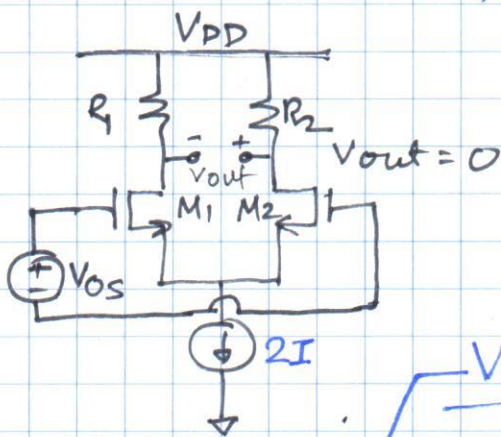 VDD
R1 R2
- +
Vout Vout = 0
M1 M2
+
- VOS
2I
V